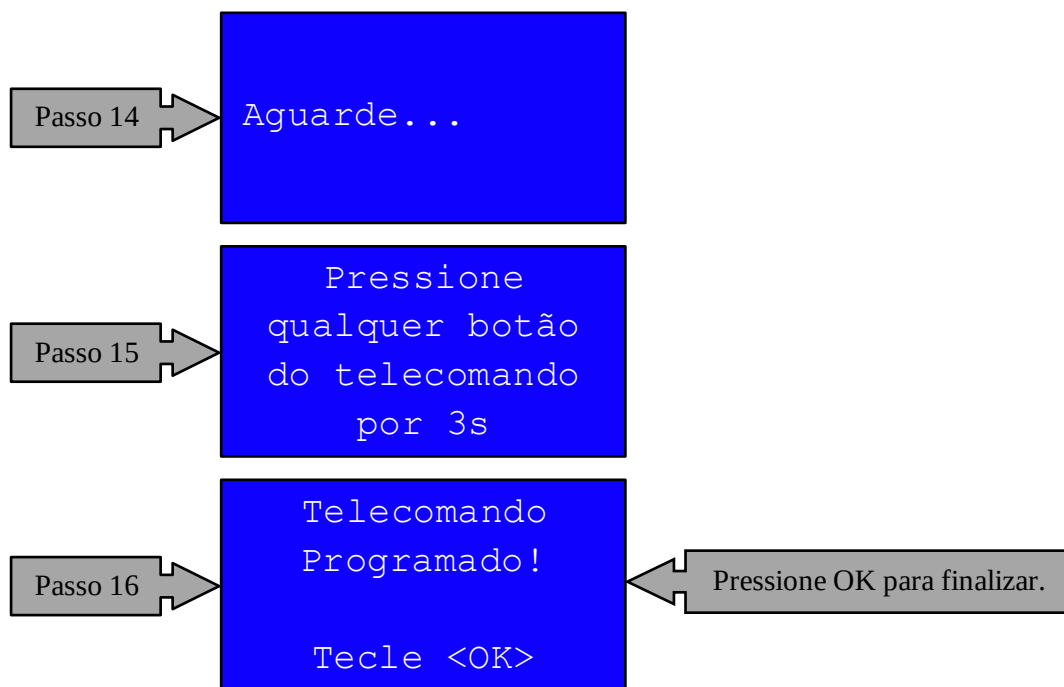 Passo 14
Aguarde...
Passo 15
Pressione
qualquer botão
do telecomando
por 3s
Passo 16
Telecomando
Programado!
Tecle <OK>
Pressione OK para finalizar.